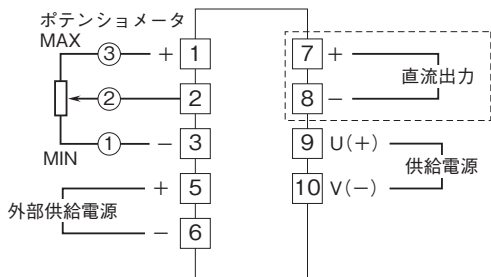 ポテンショメータ
MAX ③ + 1
② 2
MIN ① − 3
外部供給電源 + 5
− 6
7 + 直流出力
8 −
9 U(+) 供給電源
10 V(−)